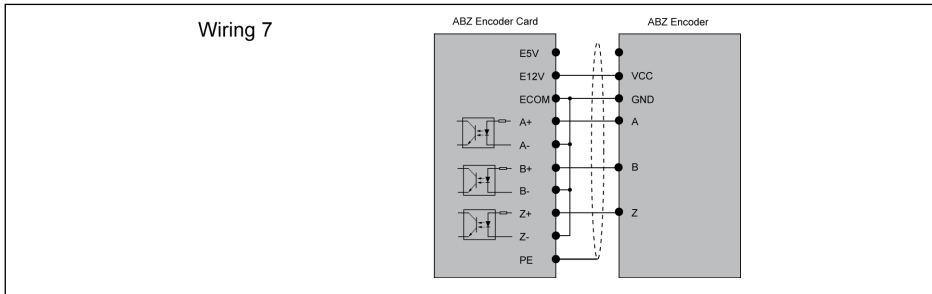 Wiring 7
ABZ Encoder Card
ABZ Encoder
E5V
E12V
VCC
ECOM
GND
A+
A
A-
B+
B
B-
Z+
Z
Z-
PE